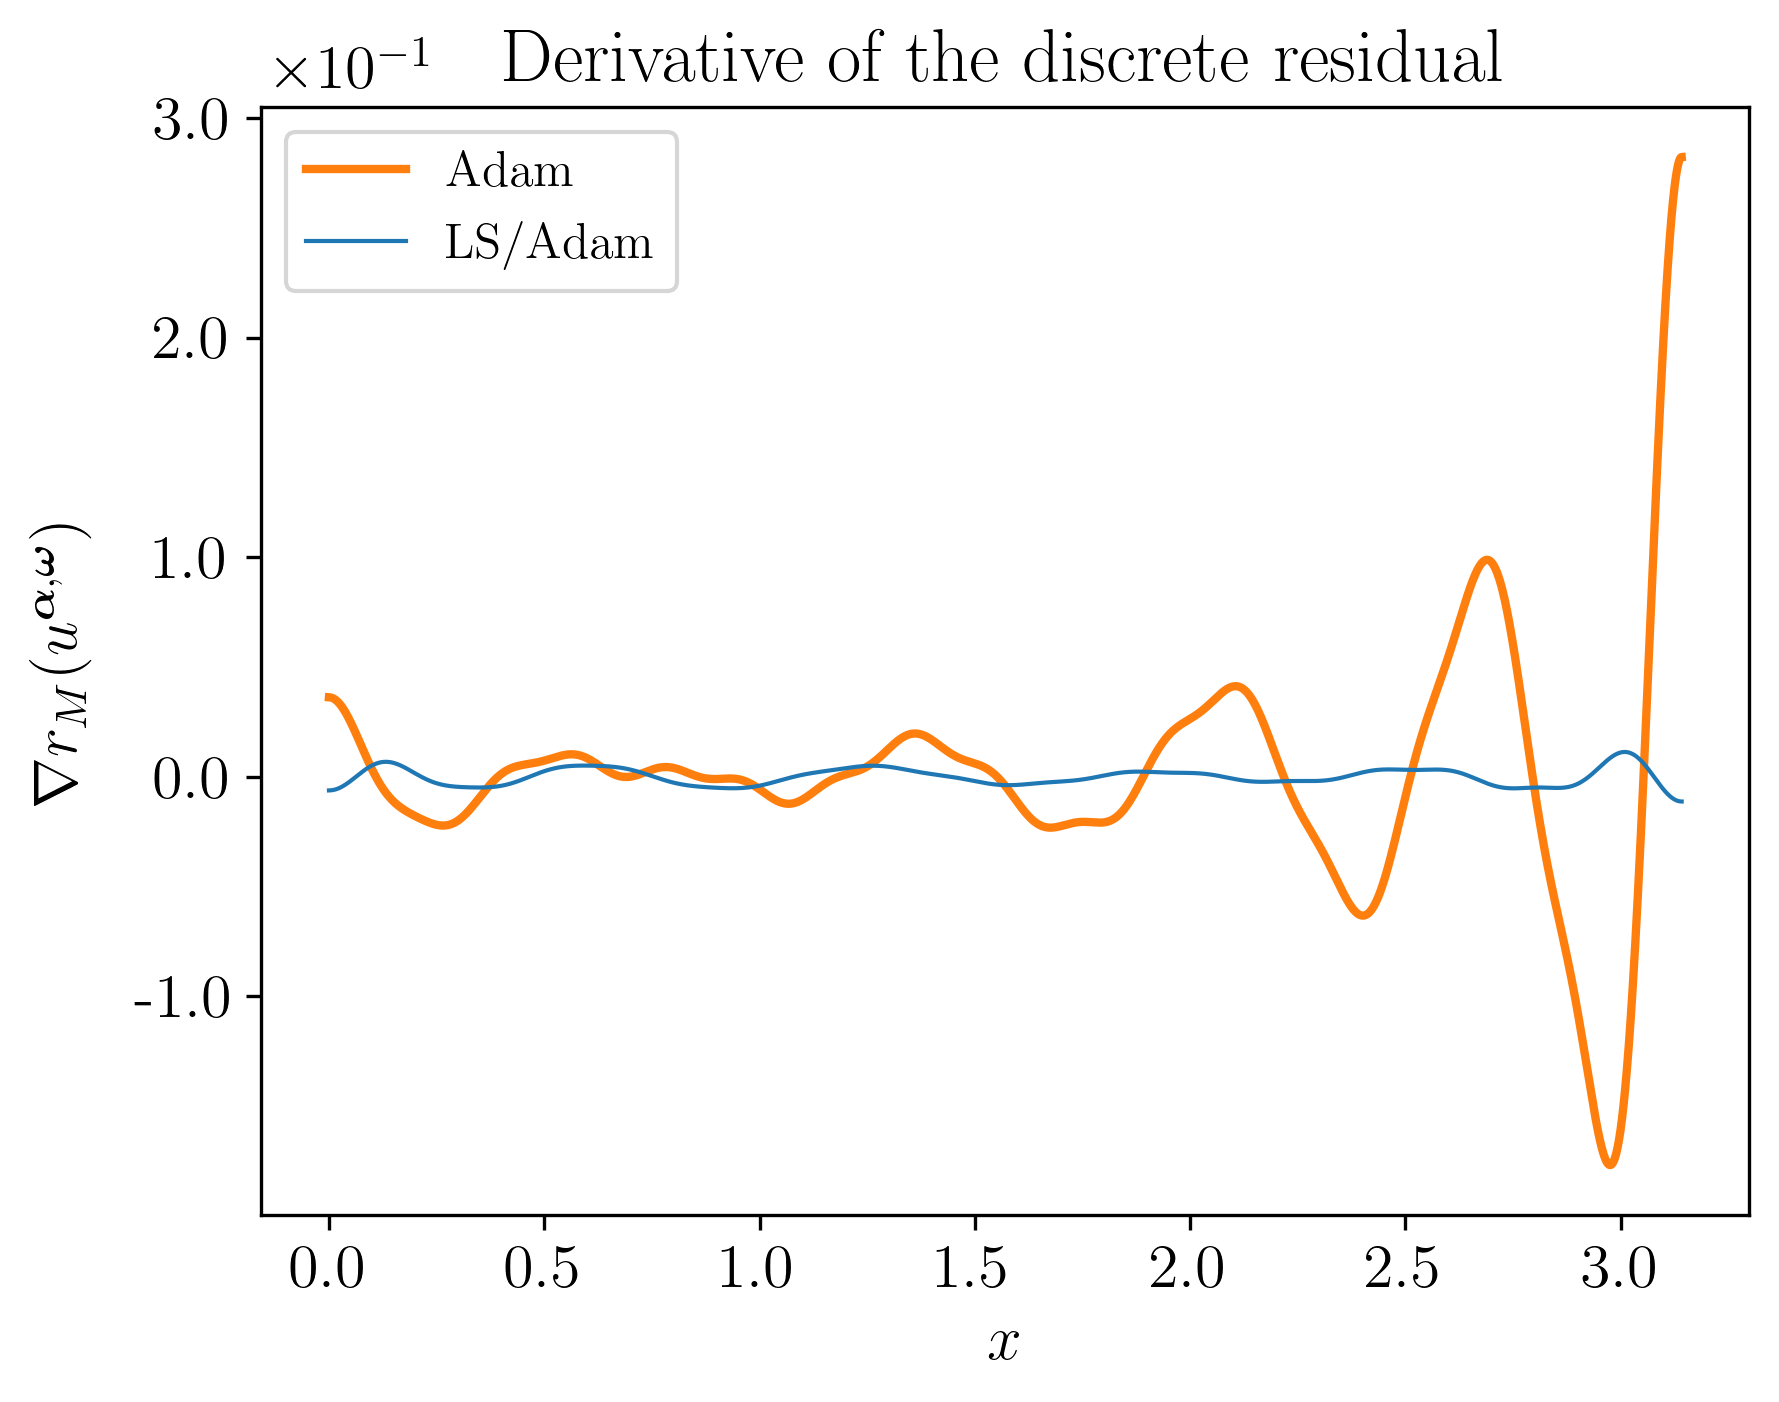 ×10⁻¹ Derivative of the discrete residual
3.0
Adam
LS/Adam
2.0
1.0
∇r_M(u^{α,ω})
0.0
-1.0
0.0 0.5 1.0 1.5 2.0 2.5 3.0
x